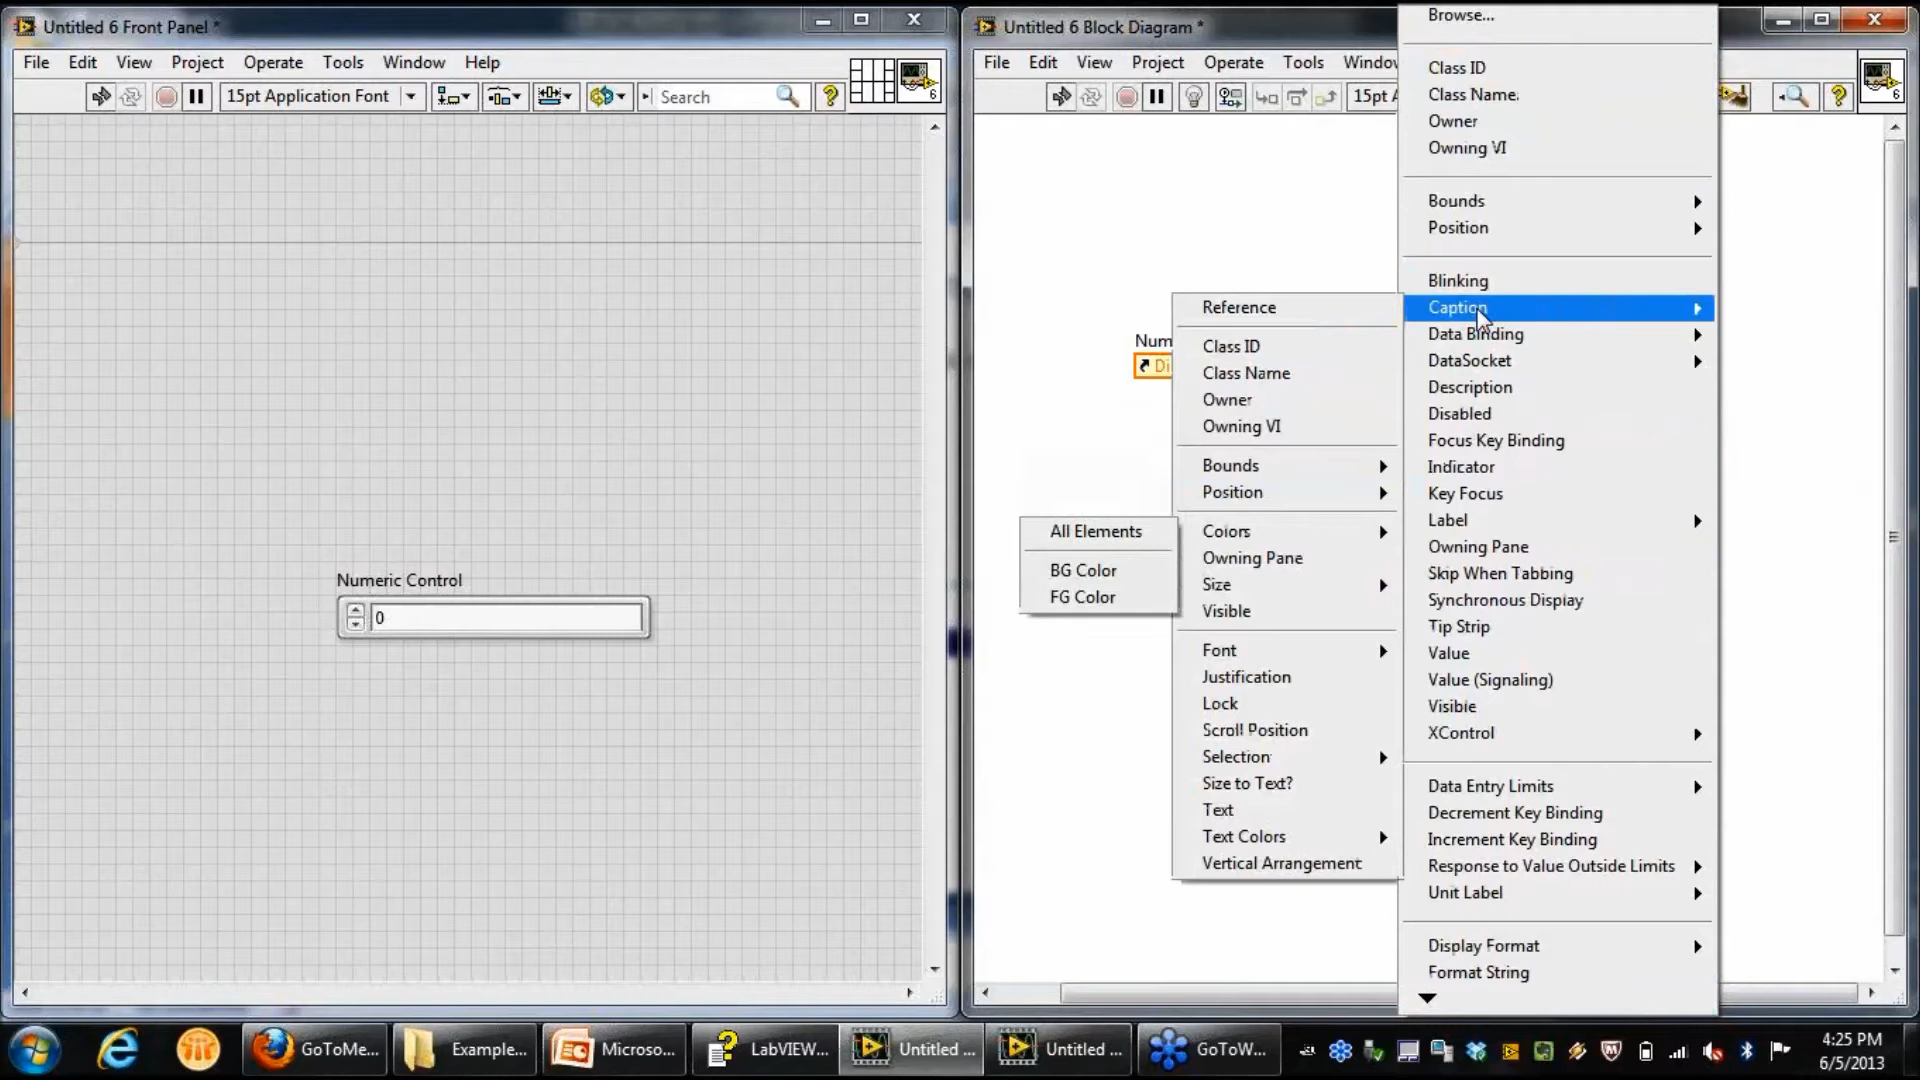 Untitled 6 Front Panel *
File Edit View Project Operate Tools Window Help
15pt Application Font
Search
6
Numeric Control
0
Untitled 6 Block Diagram *
File Edit View Project Operate Tools Window
15pt A
6
Num
Di
All Elements
BG Color
FG Color
Reference
Class ID
Class Name
Owner
Owning VI
Bounds
Position
Colors
Owning Pane
Size
Visible
Font
Justification
Lock
Scroll Position
Selection
Size to Text?
Text
Text Colors
Vertical Arrangement
Browse...
Class ID
Class Name
Owner
Owning VI
Bounds
Position
Blinking
Caption
Data Binding
DataSocket
Description
Disabled
Focus Key Binding
Indicator
Key Focus
Label
Owning Pane
Skip When Tabbing
Synchronous Display
Tip Strip
Value
Value (Signaling)
Visible
XControl
Data Entry Limits
Decrement Key Binding
Increment Key Binding
Response to Value Outside Limits
Unit Label
Display Format
Format String
GoToMe...
Example...
Microso...
LabVIEW...
Untitled ...
Untitled ...
GoToW...
4:25 PM
6/5/2013